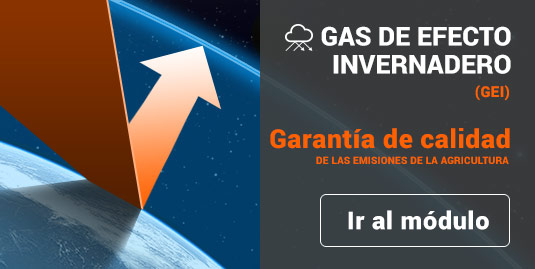 GAS DE EFECTO
INVERNADERO
(GEI)
Garantía de calidad
DE LAS EMISIONES DE LA AGRICULTURA
Ir al módulo